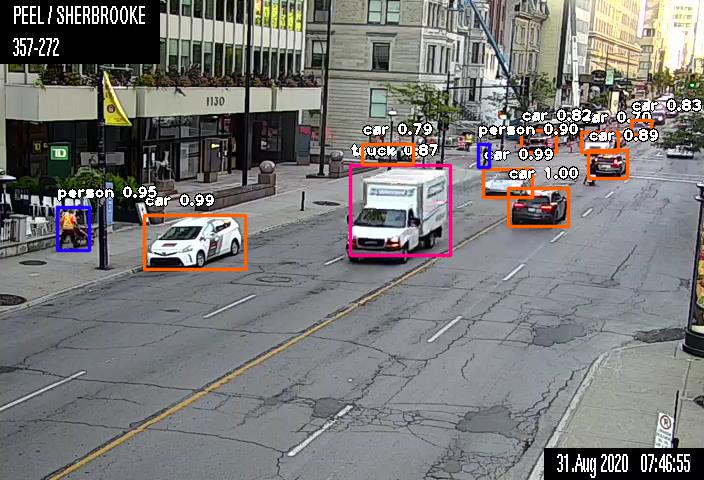 PEEL / SHERBROOKE
357-272
1130
TD
car 0.83
car 0.82
car 0.70
car 0.79
person 0.90
car 0.89
truck 0.87
car 0.99
car 1.00
person 0.95
car 0.99
31.Aug 2020 07:46:55